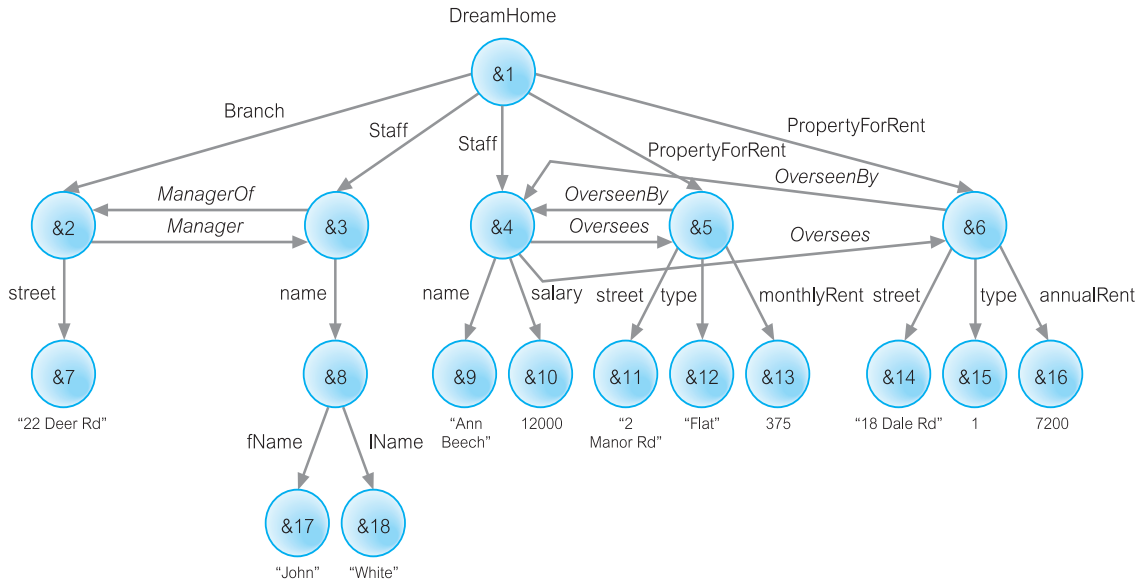 DreamHome
&1
Branch
Staff
Staff
PropertyForRent
PropertyForRent
OverseenBy
ManagerOf
OverseenBy
&2
Manager
&3
&4
Oversees
&5
Oversees
&6
street
name
name
salary
street
type
monthlyRent
street
type
annualRent
&7
&8
&9
&10
&11
&12
&13
&14
&15
&16
"22 Deer Rd"
"Ann
Beech"
12000
"2
Manor Rd"
"Flat"
375
"18 Dale Rd"
1
7200
fName
lName
&17
&18
"John"
"White"